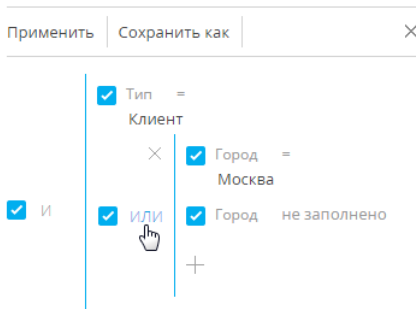 Применить Сохранить как
Тип =
Клиент
Город =
Москва
И ИЛИ Город не заполнено